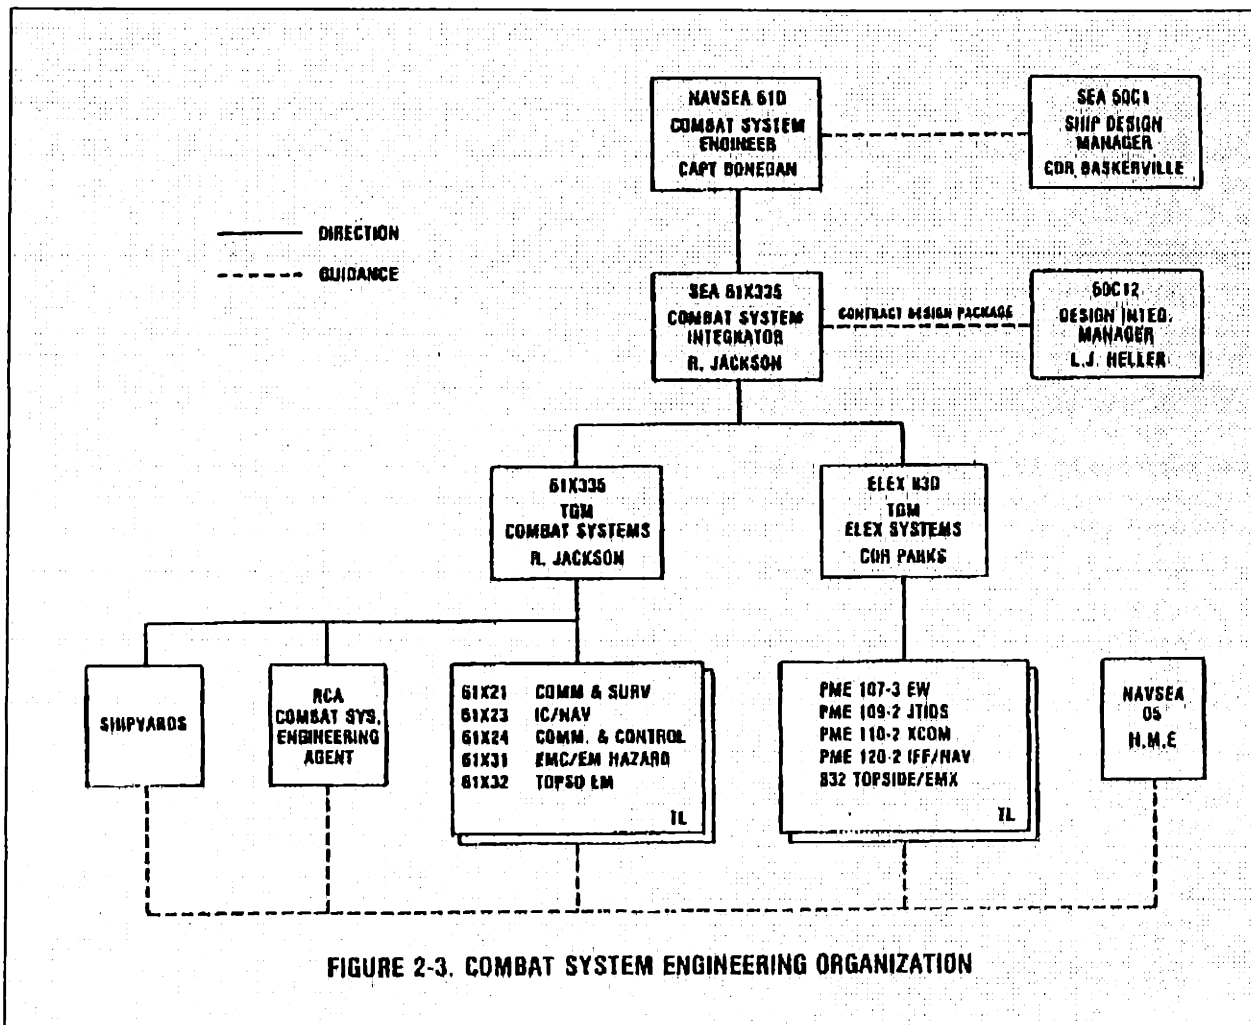 NAVSEA 61D
COMBAT SYSTEM
ENGINEER
CAPT DONEGAN
SEA 50C1
SHIP DESIGN
MANAGER
CDR BASKERVILLE
DIRECTION
GUIDANCE
SEA 61X335
COMBAT SYSTEM
INTEGRATOR
R. JACKSON
CONTRACT DESIGN PACKAGE
50C12
DESIGN INTEG.
MANAGER
L.J. HELLER
61X335
TGM
COMBAT SYSTEMS
R. JACKSON
ELEX 83D
TGM
ELEX SYSTEMS
CDR PARKS
SHIPYARDS
RCA
COMBAT SYS.
ENGINEERING
AGENT
61X21 COMM & SURV
61X23 IC/NAV
61X24 COMM. & CONTROL
61X31 EMC/EM HAZARD
61X32 TOPSD EM
TL
PME 107-3 EW
PME 109-2 JTIDS
PME 110-2 XCOM
PME 120-2 IFF/NAV
832 TOPSIDE/EMX
TL
NAVSEA
05
H.M.E
FIGURE 2-3. COMBAT SYSTEM ENGINEERING ORGANIZATION